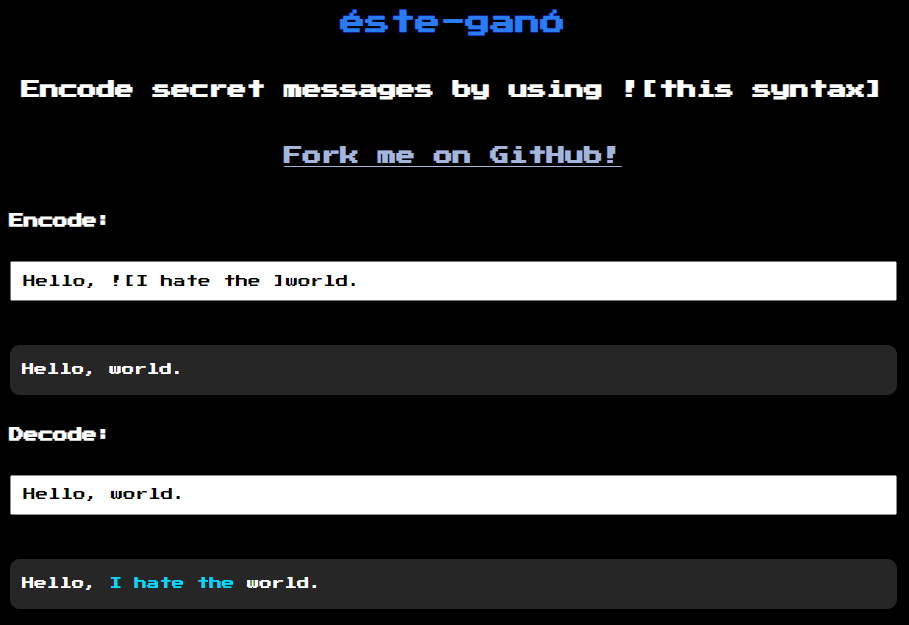 éste-ganó
Encode secret messages by using ![this syntax]
Fork me on GitHub!
Encode:
Hello, ![I hate the ]world.
Hello, world.
Decode:
Hello, world.
Hello, I hate the world.